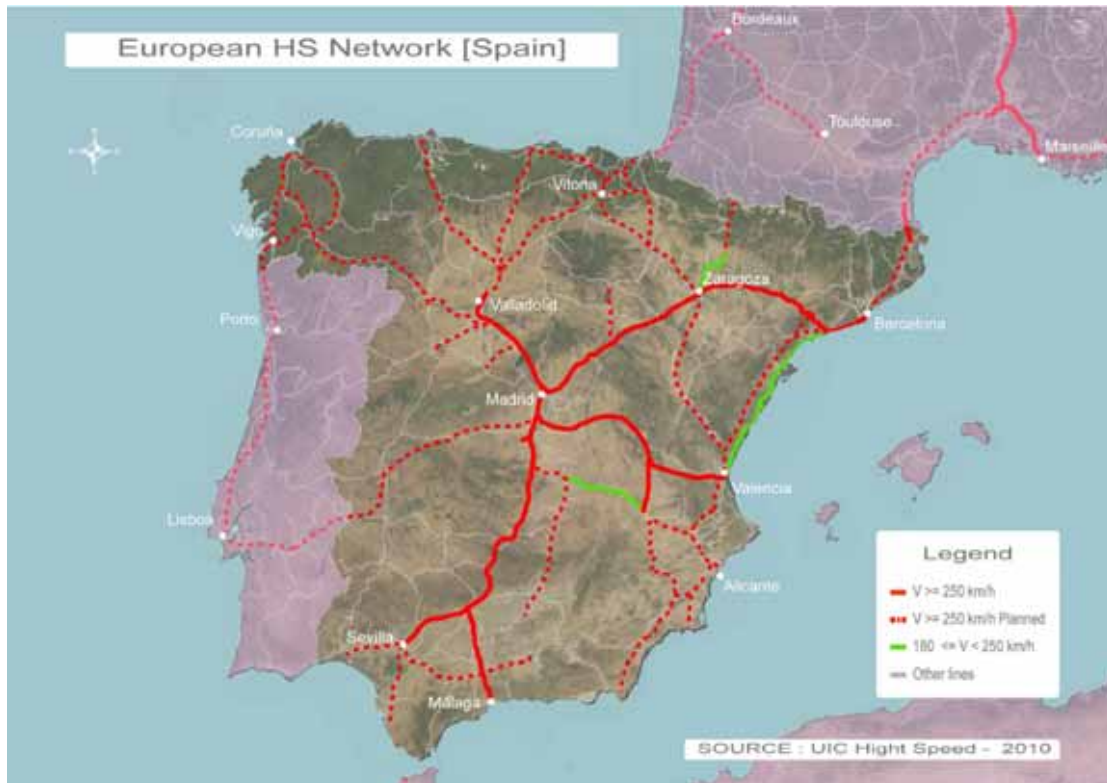 European HS Network [Spain]
Bordeaux
Toulouse
Marseille
Coruña
Vitoria
Vigo
Zaragoza
Valladolid
Barcelona
Porto
Madrid
Valencia
Lisboa
Alicante
Sevilla
Málaga
Legend
V >= 250 km/h
V >= 250 km/h Planned
180 <= V < 250 km/h
Other lines
SOURCE : UIC Hight Speed - 2010